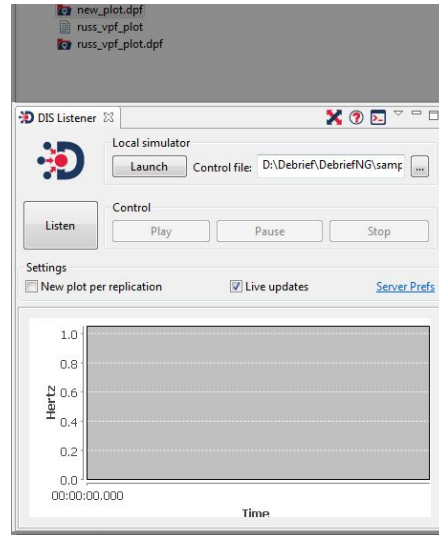 new_plot.dpf
russ_vpf_plot
russ_vpf_plot.dpf
DIS Listener
Local simulator
Launch Control file: D:\Debrief\DebriefNG\samp ...
Control
Listen Play Pause Stop
Settings
New plot per replication Live updates Server Prefs
1.0
0.8
0.6
0.4
0.2
0.0
Hertz
00:00:00.000
Time